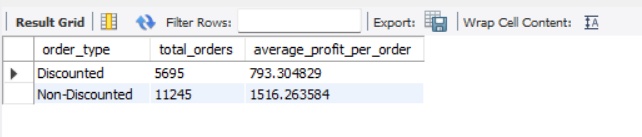 Result Grid Filter Rows: Export: Wrap Cell Content: IA
order_type total_orders average_profit_per_order
Discounted 5695 793.304829
Non-Discounted 11245 1516.263584